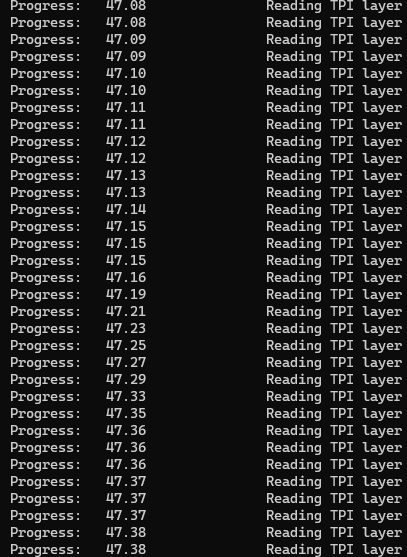 Progress: 47.08 Reading TPI layer
Progress: 47.08 Reading TPI layer
Progress: 47.09 Reading TPI layer
Progress: 47.09 Reading TPI layer
Progress: 47.10 Reading TPI layer
Progress: 47.10 Reading TPI layer
Progress: 47.11 Reading TPI layer
Progress: 47.11 Reading TPI layer
Progress: 47.12 Reading TPI layer
Progress: 47.12 Reading TPI layer
Progress: 47.13 Reading TPI layer
Progress: 47.13 Reading TPI layer
Progress: 47.14 Reading TPI layer
Progress: 47.15 Reading TPI layer
Progress: 47.15 Reading TPI layer
Progress: 47.15 Reading TPI layer
Progress: 47.16 Reading TPI layer
Progress: 47.19 Reading TPI layer
Progress: 47.21 Reading TPI layer
Progress: 47.23 Reading TPI layer
Progress: 47.25 Reading TPI layer
Progress: 47.27 Reading TPI layer
Progress: 47.29 Reading TPI layer
Progress: 47.33 Reading TPI layer
Progress: 47.35 Reading TPI layer
Progress: 47.36 Reading TPI layer
Progress: 47.36 Reading TPI layer
Progress: 47.36 Reading TPI layer
Progress: 47.37 Reading TPI layer
Progress: 47.37 Reading TPI layer
Progress: 47.37 Reading TPI layer
Progress: 47.38 Reading TPI layer
Progress: 47.38 Reading TPI layer